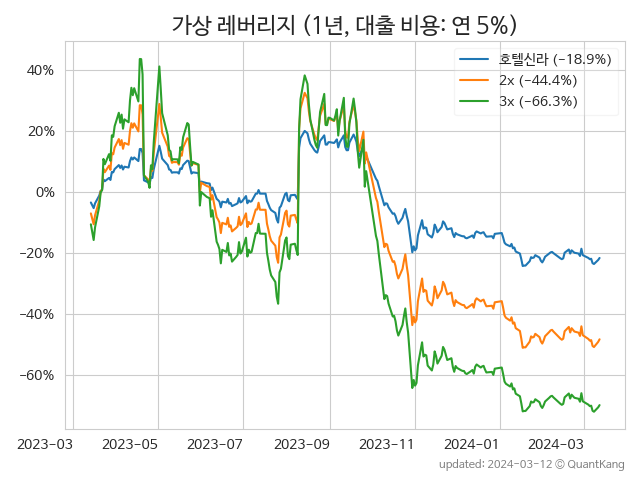 가상 레버리지 (1년, 대출 비용: 연 5%)
호텔신라 (−18.9%)
2x (−44.4%)
3x (−66.3%)
40%
20%
0%
−20%
−40%
−60%
2023-03 2023-05 2023-07 2023-09 2023-11 2024-01 2024-03
updated: 2024-03-12 © QuantKang